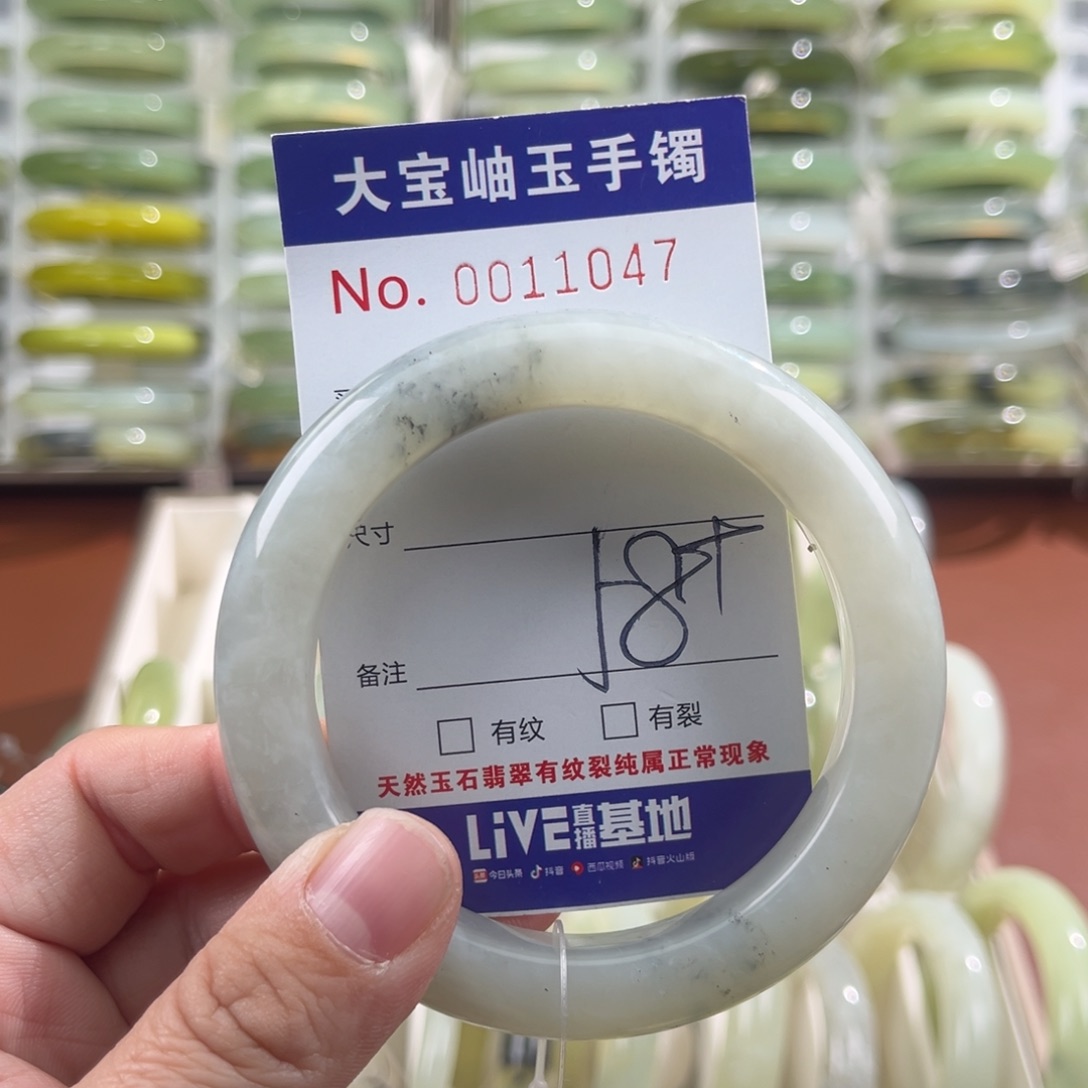 大宝岫玉手镯
No. 0011047
尺寸
备注
□ 有纹 □ 有裂
天然玉石翡翠有纹裂纯属正常现象
LiVE直播基地
今日头条 抖音 西瓜视频 抖音火山版